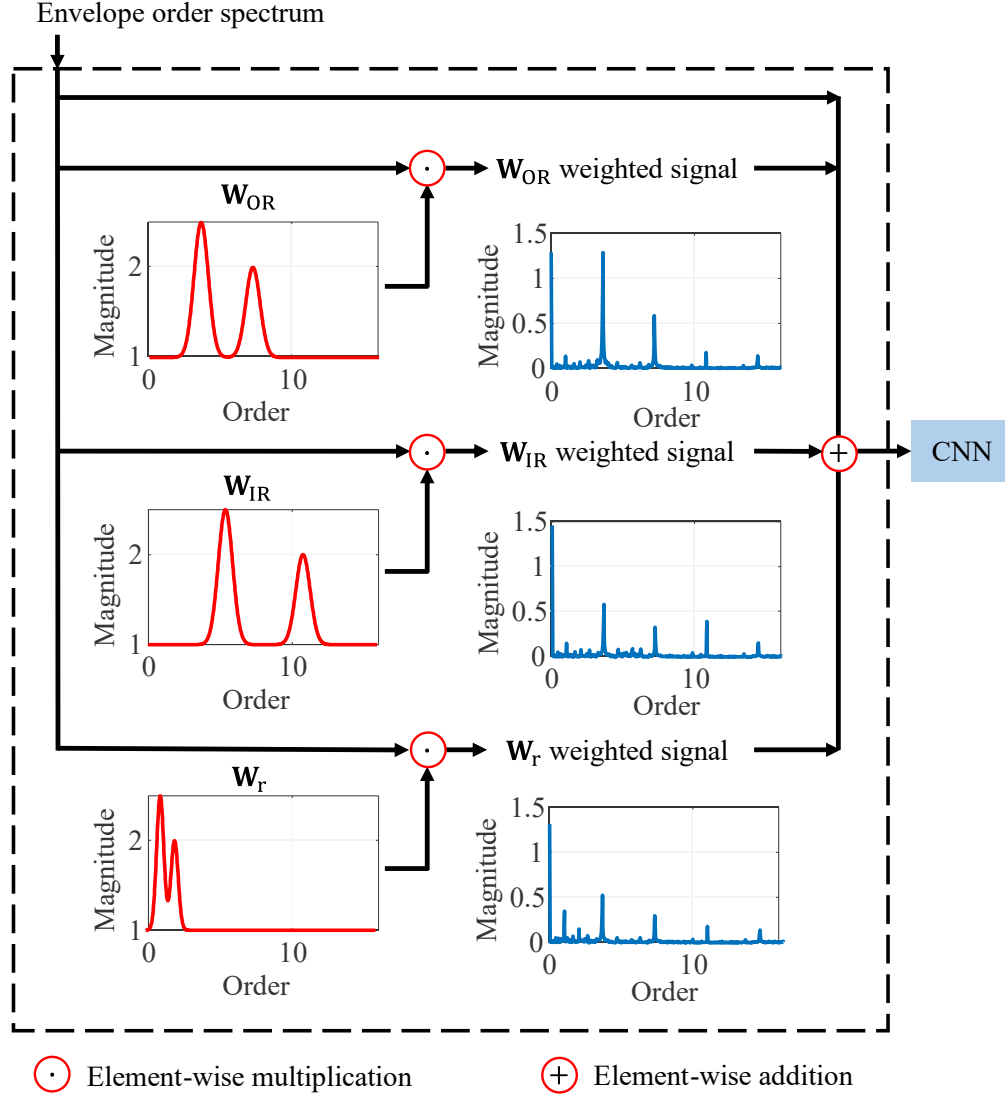 Envelope order spectrum
W_OR weighted signal
W_OR
Magnitude
2
1
0
10
Order
Magnitude
1.5
1
0.5
0
0
10
Order
W_IR weighted signal
CNN
W_IR
Magnitude
2
1
0
10
Order
Magnitude
1.5
1
0.5
0
0
10
Order
W_r weighted signal
W_r
Magnitude
2
1
0
10
Order
Magnitude
1.5
1
0.5
0
0
10
Order
Element-wise multiplication
Element-wise addition